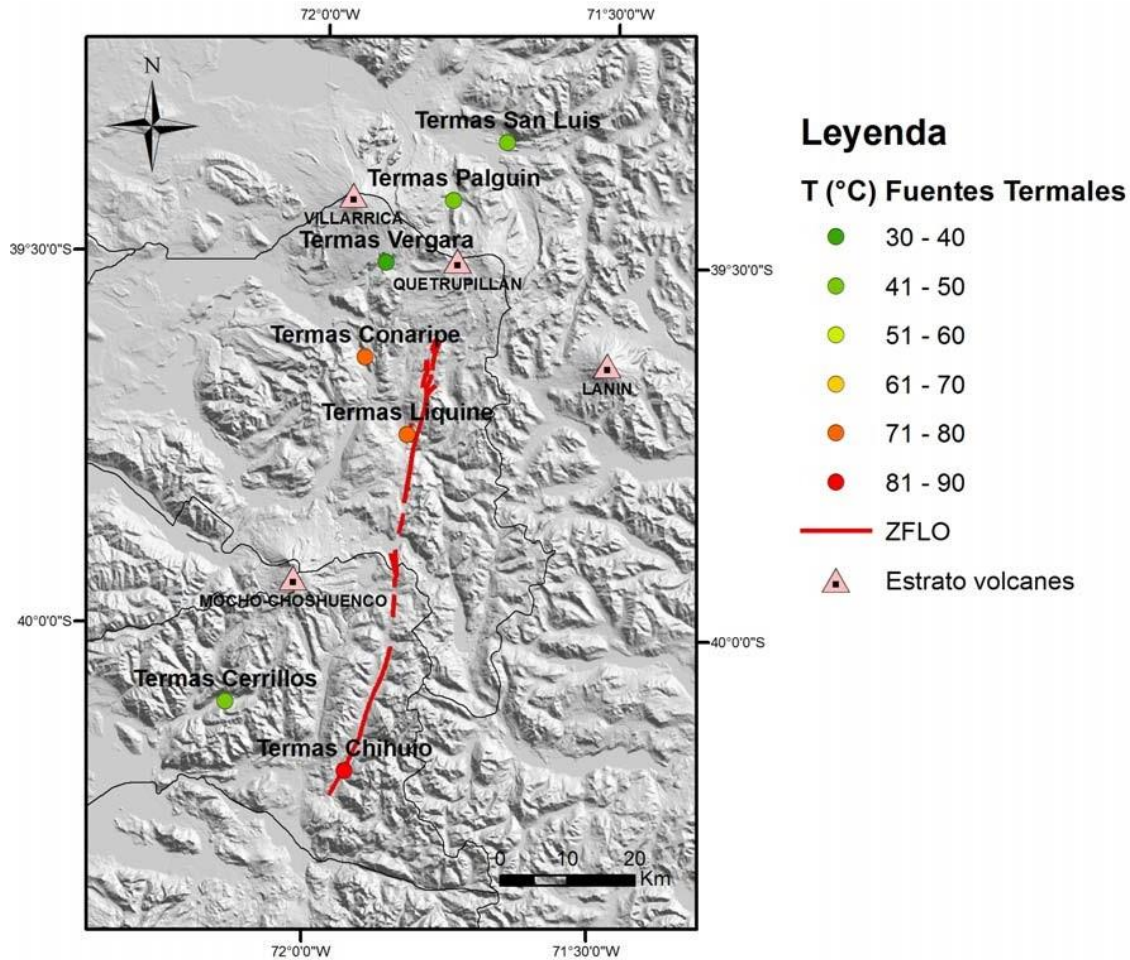 72°0'0"W
71°30'0"W
N
Termas San Luis
Termas Palguin
VILLARRICA
Termas Vergara
39°30'0"S
39°30'0"S
QUETRUPILLAN
Termas Conaripe
LANIN
Termas Liquine
MOCHO-CHOSHUENCO
40°0'0"S
40°0'0"S
Termas Cerrillos
Termas Chihuio
0 10 20
Km
72°0'0"W
71°30'0"W
Leyenda
T (°C) Fuentes Termales
30 - 40
41 - 50
51 - 60
61 - 70
71 - 80
81 - 90
ZFLO
Estrato volcanes